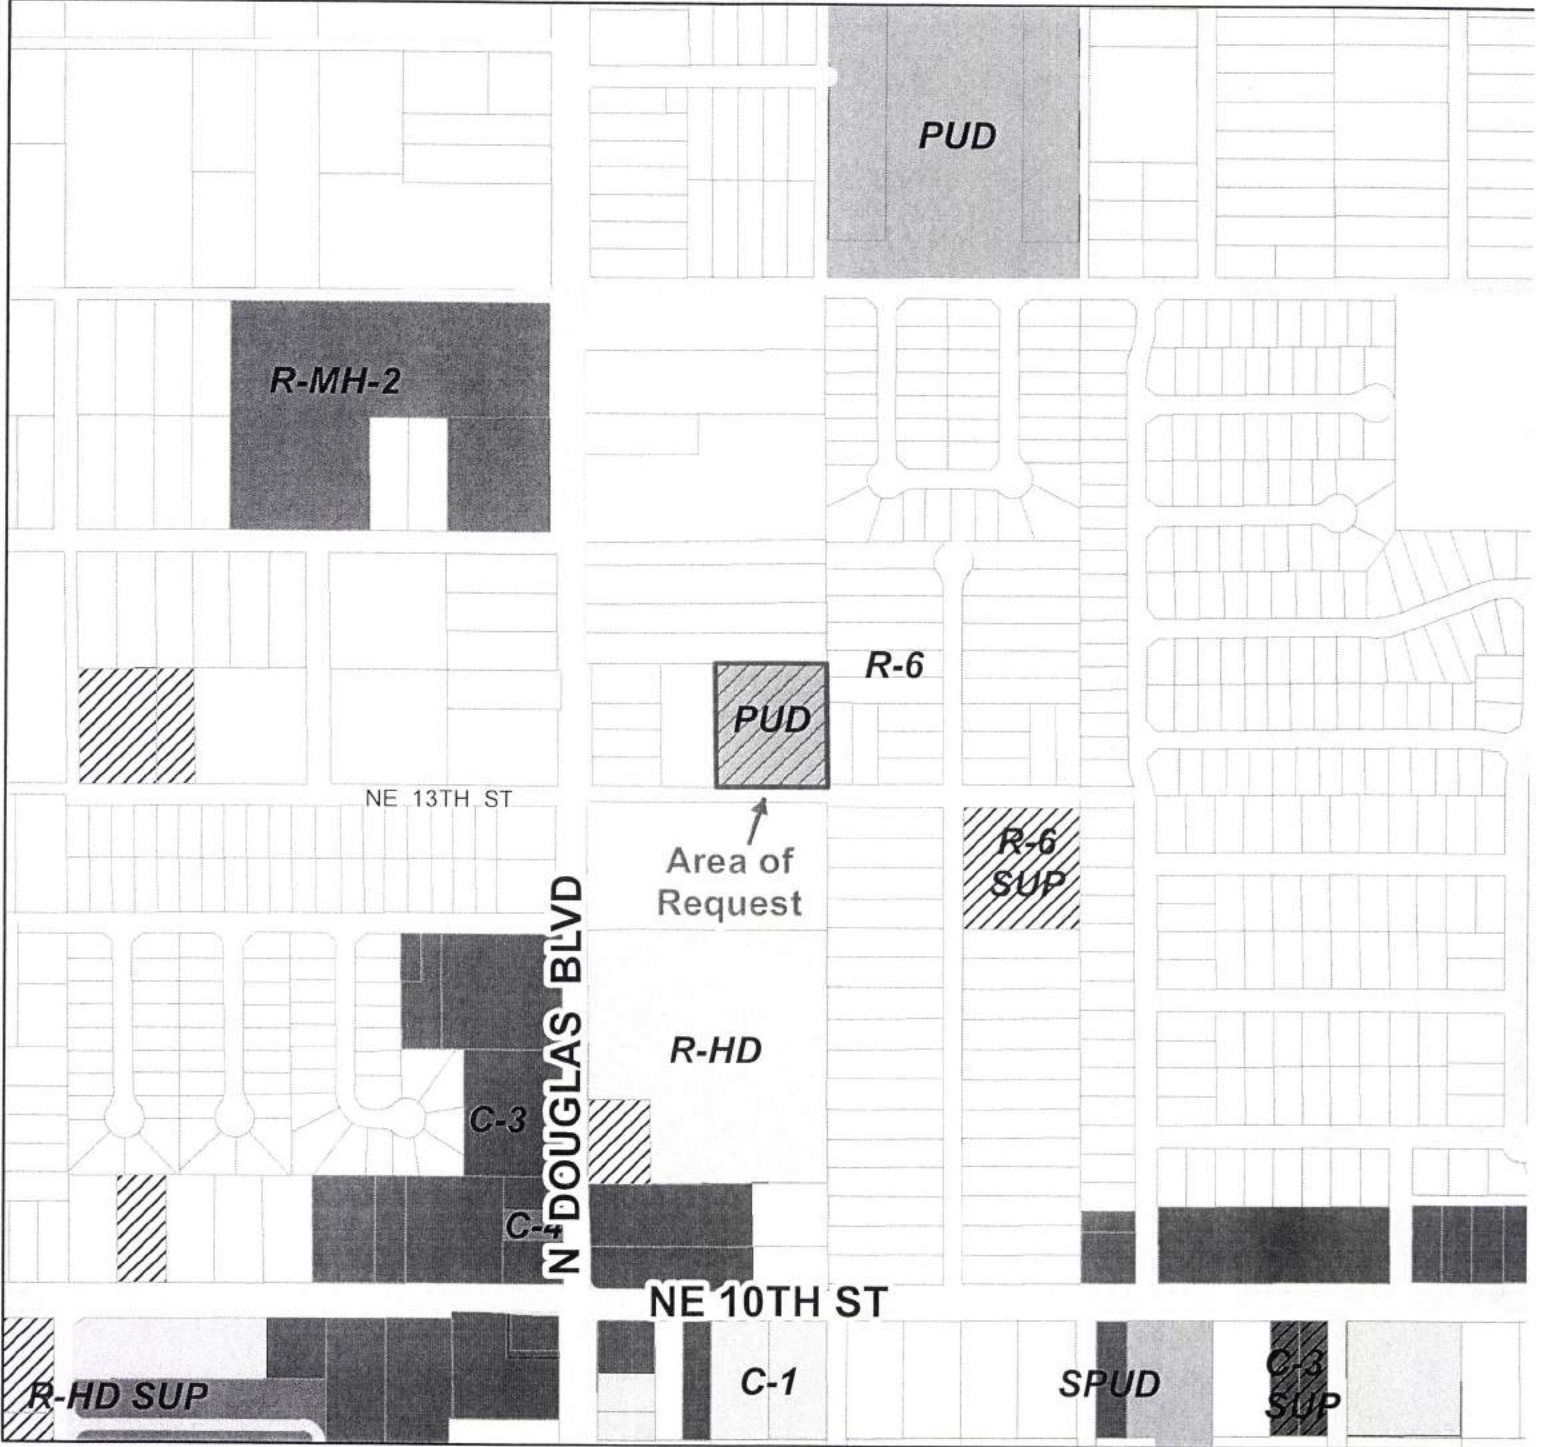 PUD
R-MH-2
R-6
PUD
NE 13TH ST
Area of
Request
R-6
SUP
N DOUGLAS BLVD
R-HD
C-3
C-4
NE 10TH ST
R-HD SUP
C-1
SPUD
C-3
SUP